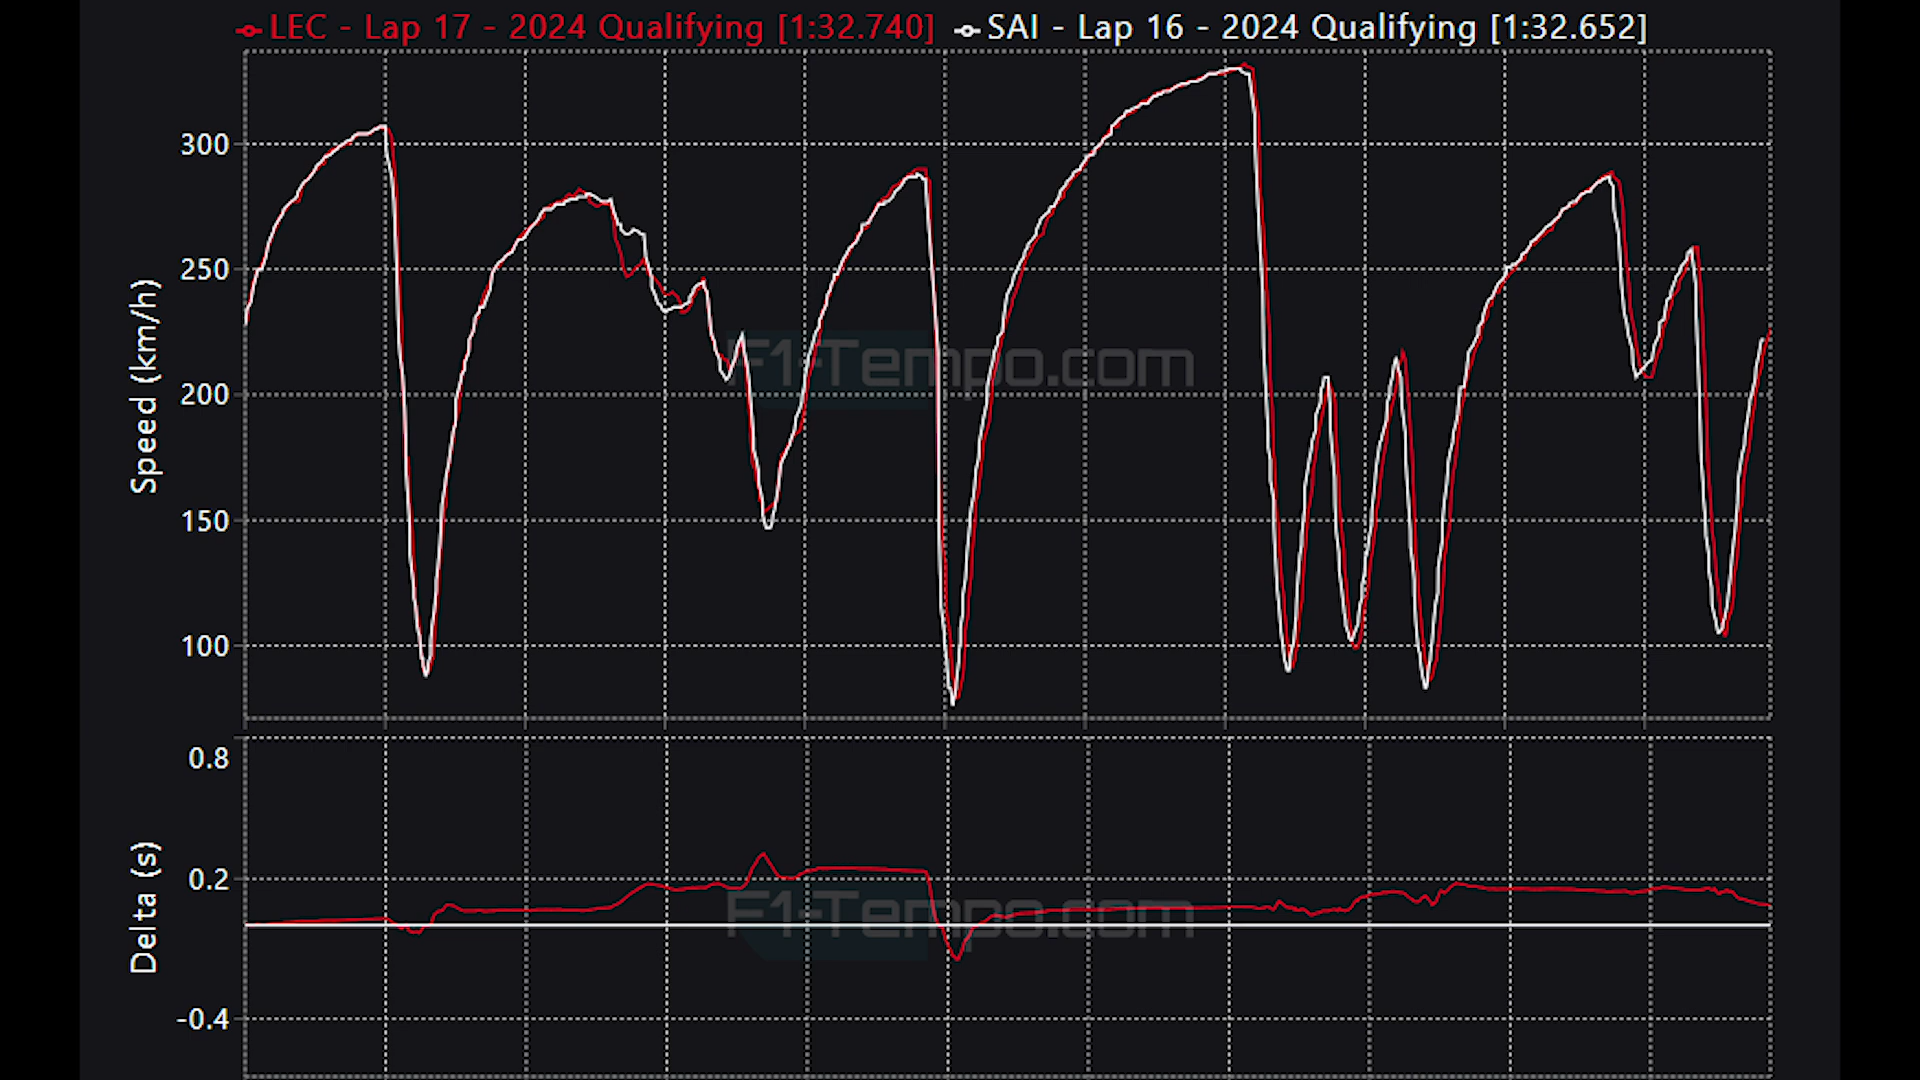 LEC - Lap 17 - 2024 Qualifying [1:32.740] SAI - Lap 16 - 2024 Qualifying [1:32.652]
300
250
200
150
100
Speed (km/h)
F1-Tempo.com
0.8
0.2
-0.4
Delta (s)
F1-Tempo.com